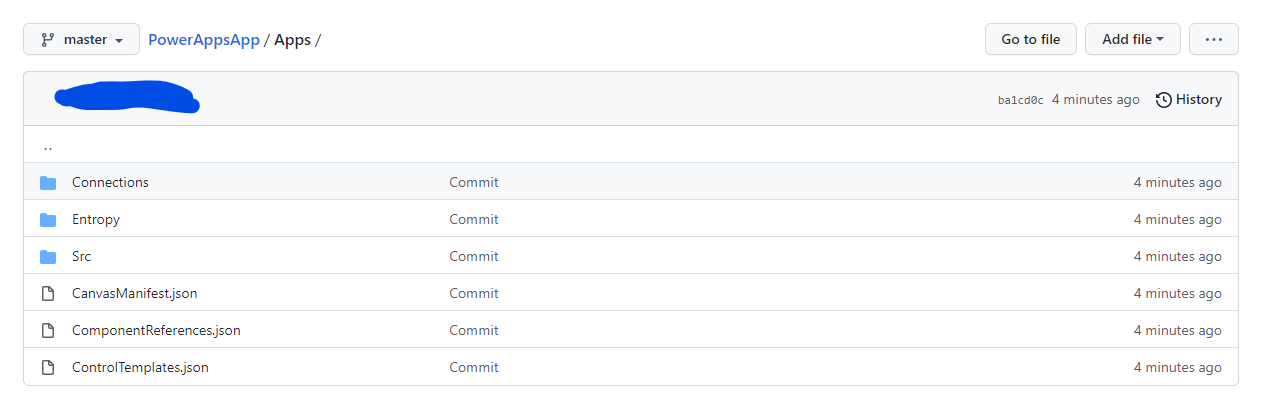 master PowerAppsApp / Apps / Go to file Add file ...
ba1cd0c 4 minutes ago History
..
Connections Commit 4 minutes ago
Entropy Commit 4 minutes ago
Src Commit 4 minutes ago
CanvasManifest.json Commit 4 minutes ago
ComponentReferences.json Commit 4 minutes ago
ControlTemplates.json Commit 4 minutes ago